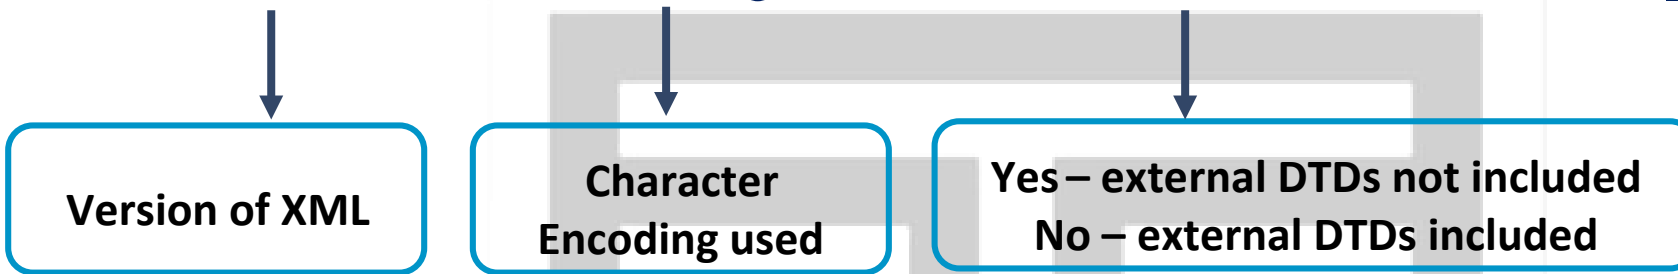 Version of XML
Character
Encoding used
Yes – external DTDs not included
No – external DTDs included